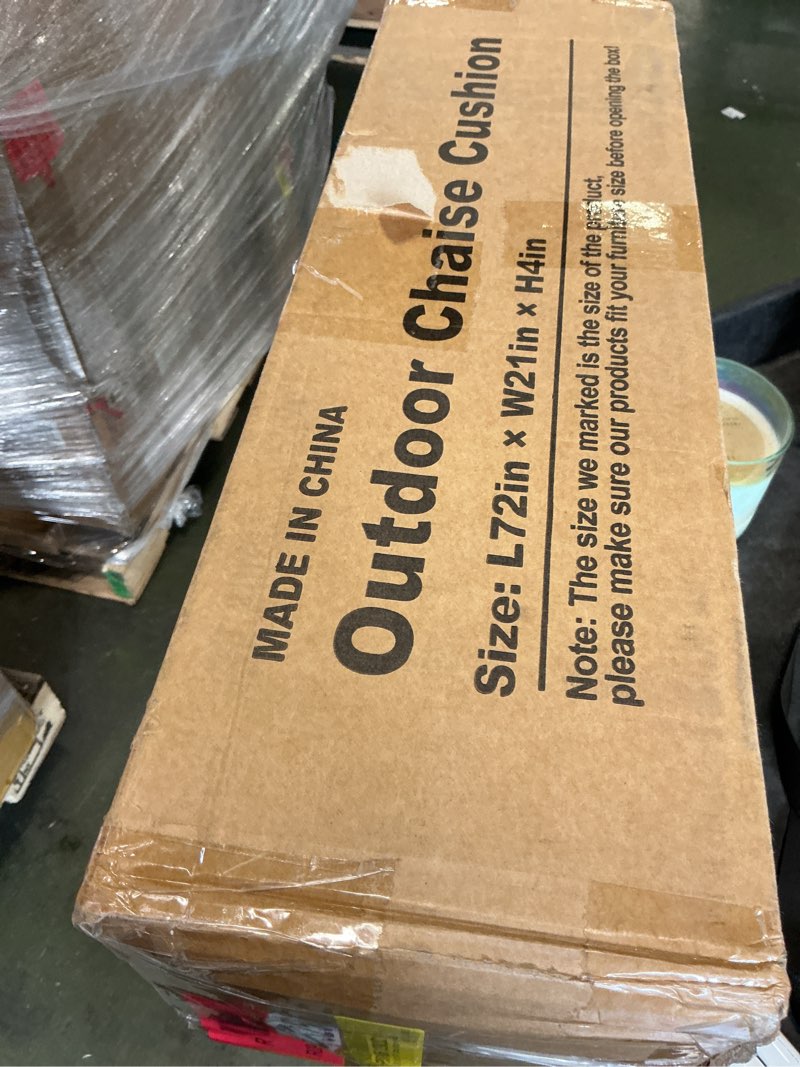 MADE IN CHINA
Outdoor Chaise Cushion
Size: L72in × W21in × H4in
Note: The size we marked is the size of the product,
please make sure our products fit your furniture size before opening the box!